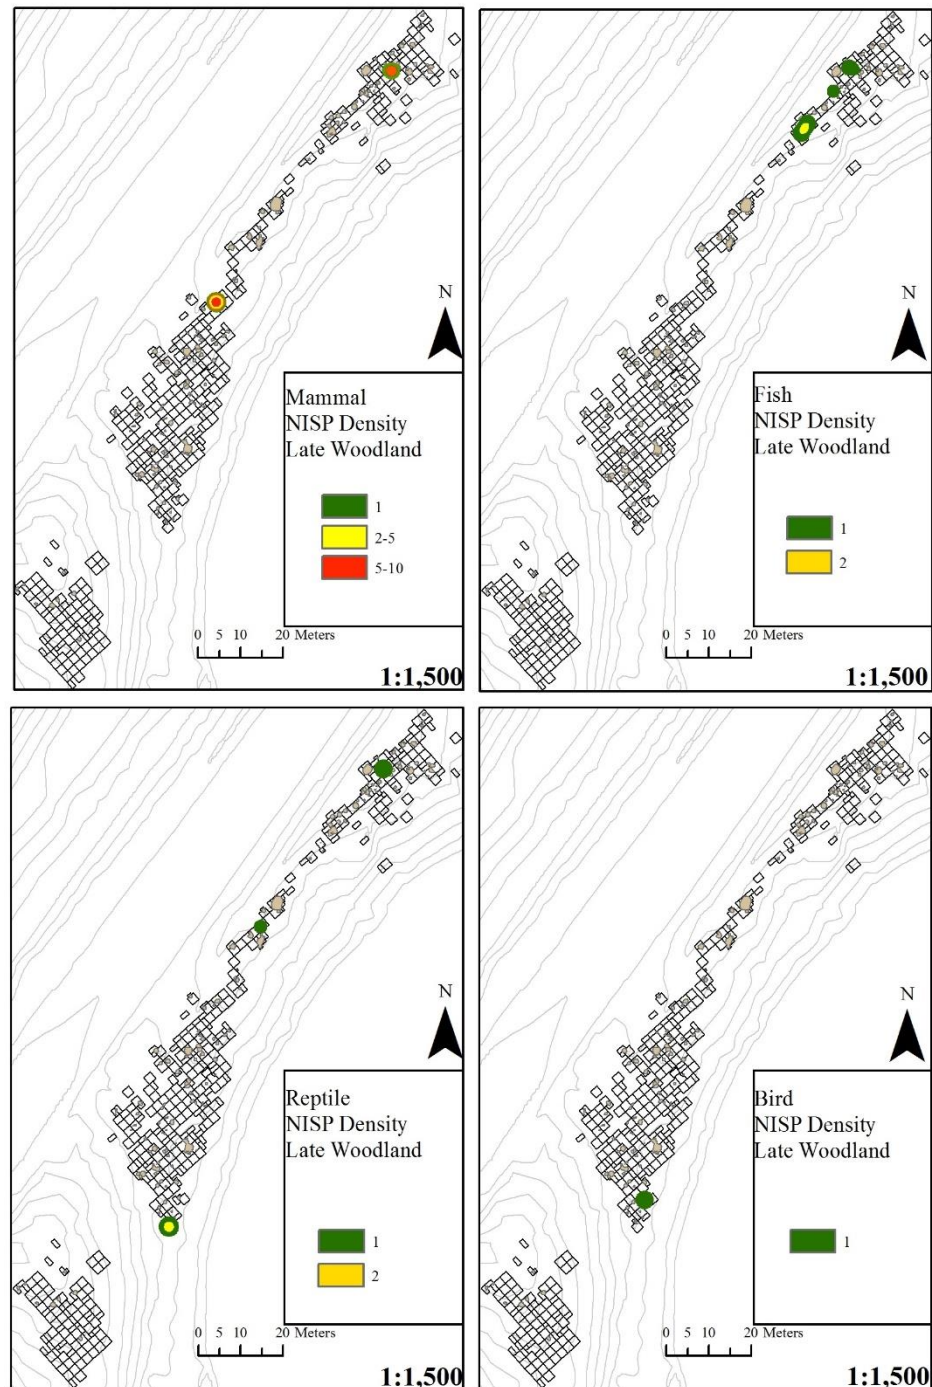 N
Mammal
NISP Density
Late Woodland
1
2-5
5-10
0 5 10 20 Meters
1:1,500
N
Fish
NISP Density
Late Woodland
1
2
0 5 10 20 Meters
1:1,500
N
Reptile
NISP Density
Late Woodland
1
2
0 5 10 20 Meters
1:1,500
N
Bird
NISP Density
Late Woodland
1
0 5 10 20 Meters
1:1,500